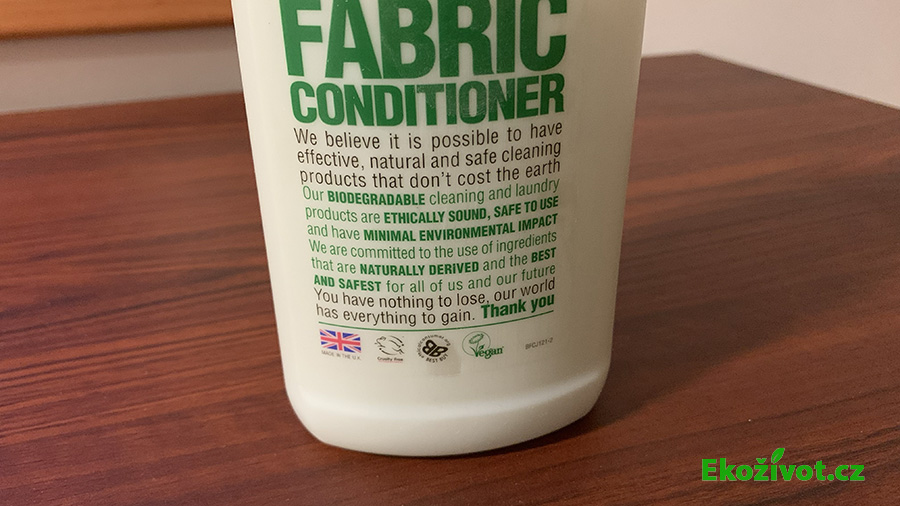 FABRIC
CONDITIONER
We believe it is possible to have
effective, natural and safe cleaning
products that don't cost the earth
Our BIODEGRADABLE cleaning and laundry
products are ETHICALLY SOUND, SAFE TO USE
and have MINIMAL ENVIRONMENTAL IMPACT
We are committed to the use of ingredients
that are NATURALLY DERIVED and the BEST
AND SAFEST for all of us and our future
You have nothing to lose, our world
has everything to gain. Thank you
MADE IN THE U.K
Cruelty free
BEST BUY
Vegan
Ekoživot.cz